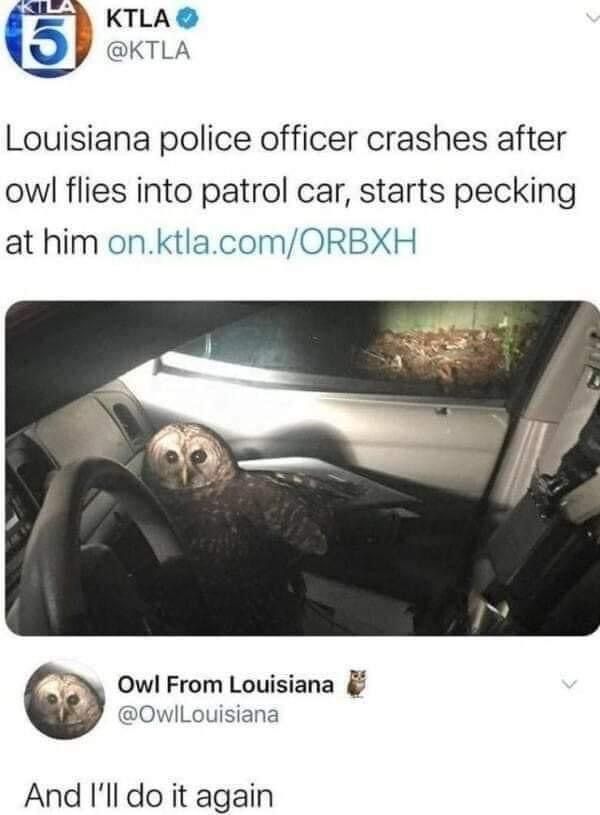 KTLA
5
KTLA
@KTLA
Louisiana police officer crashes after
owl flies into patrol car, starts pecking
at him on.ktla.com/ORBXH
Owl From Louisiana 🦉
@OwlLouisiana
And I'll do it again